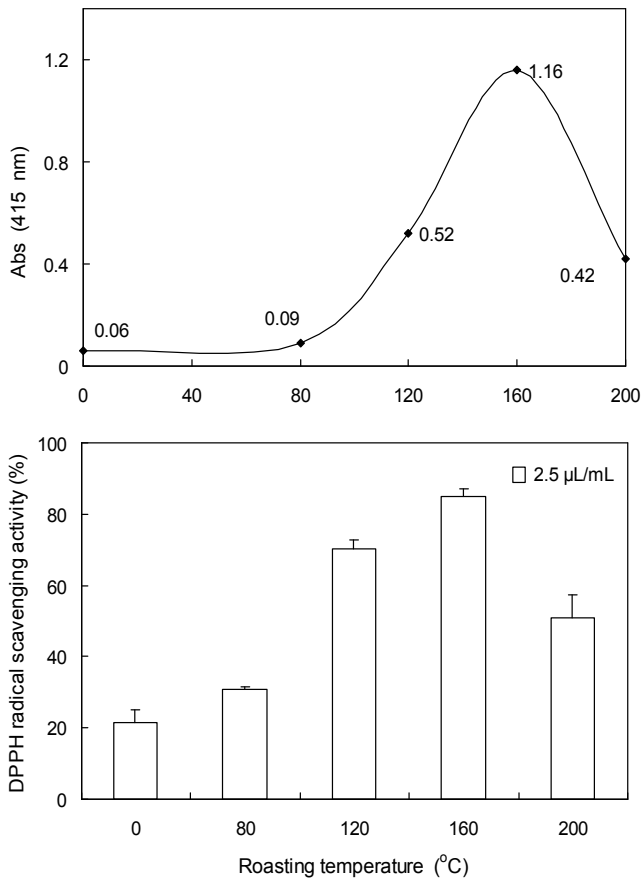 Abs (415 nm)
1.2
0.8
0.4
0
1.16
0.52
0.42
0.09
0.06
0 40 80 120 160 200
DPPH radical scavenging activity (%)
100
80
60
40
20
0
2.5 µL/mL
0 80 120 160 200
Roasting temperature (°C)